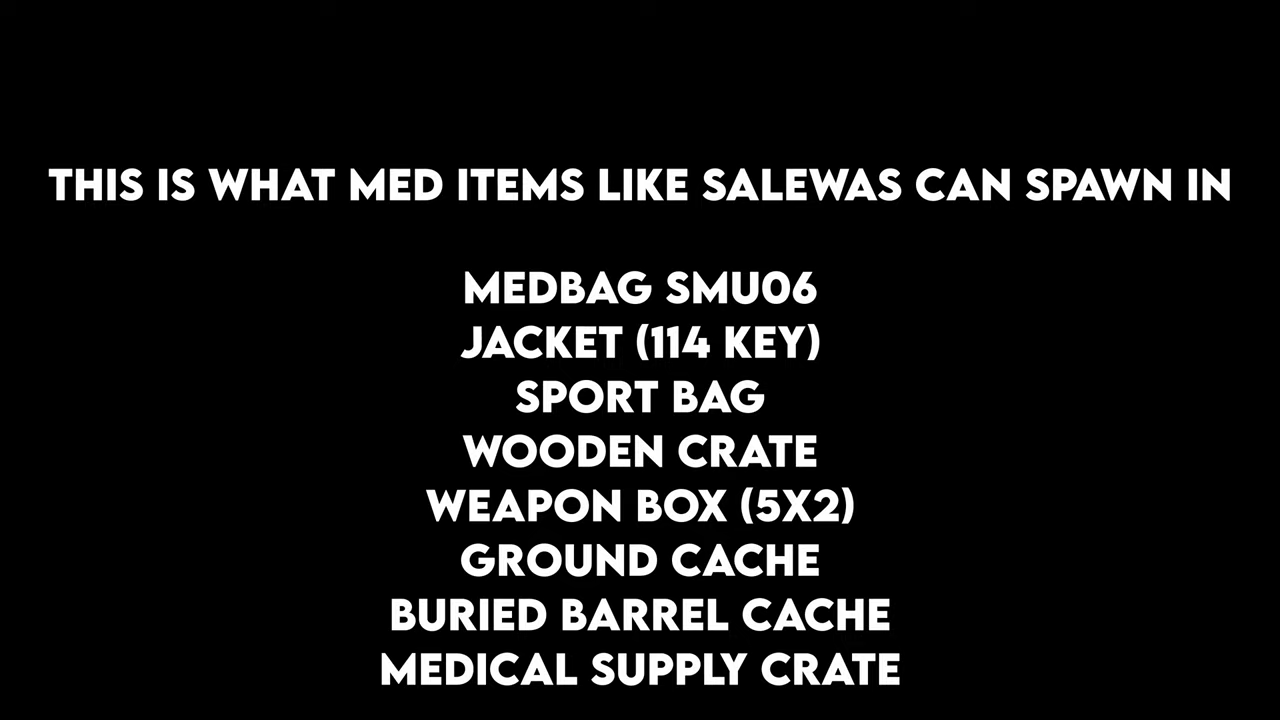 THIS IS WHAT MED ITEMS LIKE SALEWAS CAN SPAWN IN
MEDBAG SMU06
JACKET (114 KEY)
SPORT BAG
WOODEN CRATE
WEAPON BOX (5X2)
GROUND CACHE
BURIED BARREL CACHE
MEDICAL SUPPLY CRATE